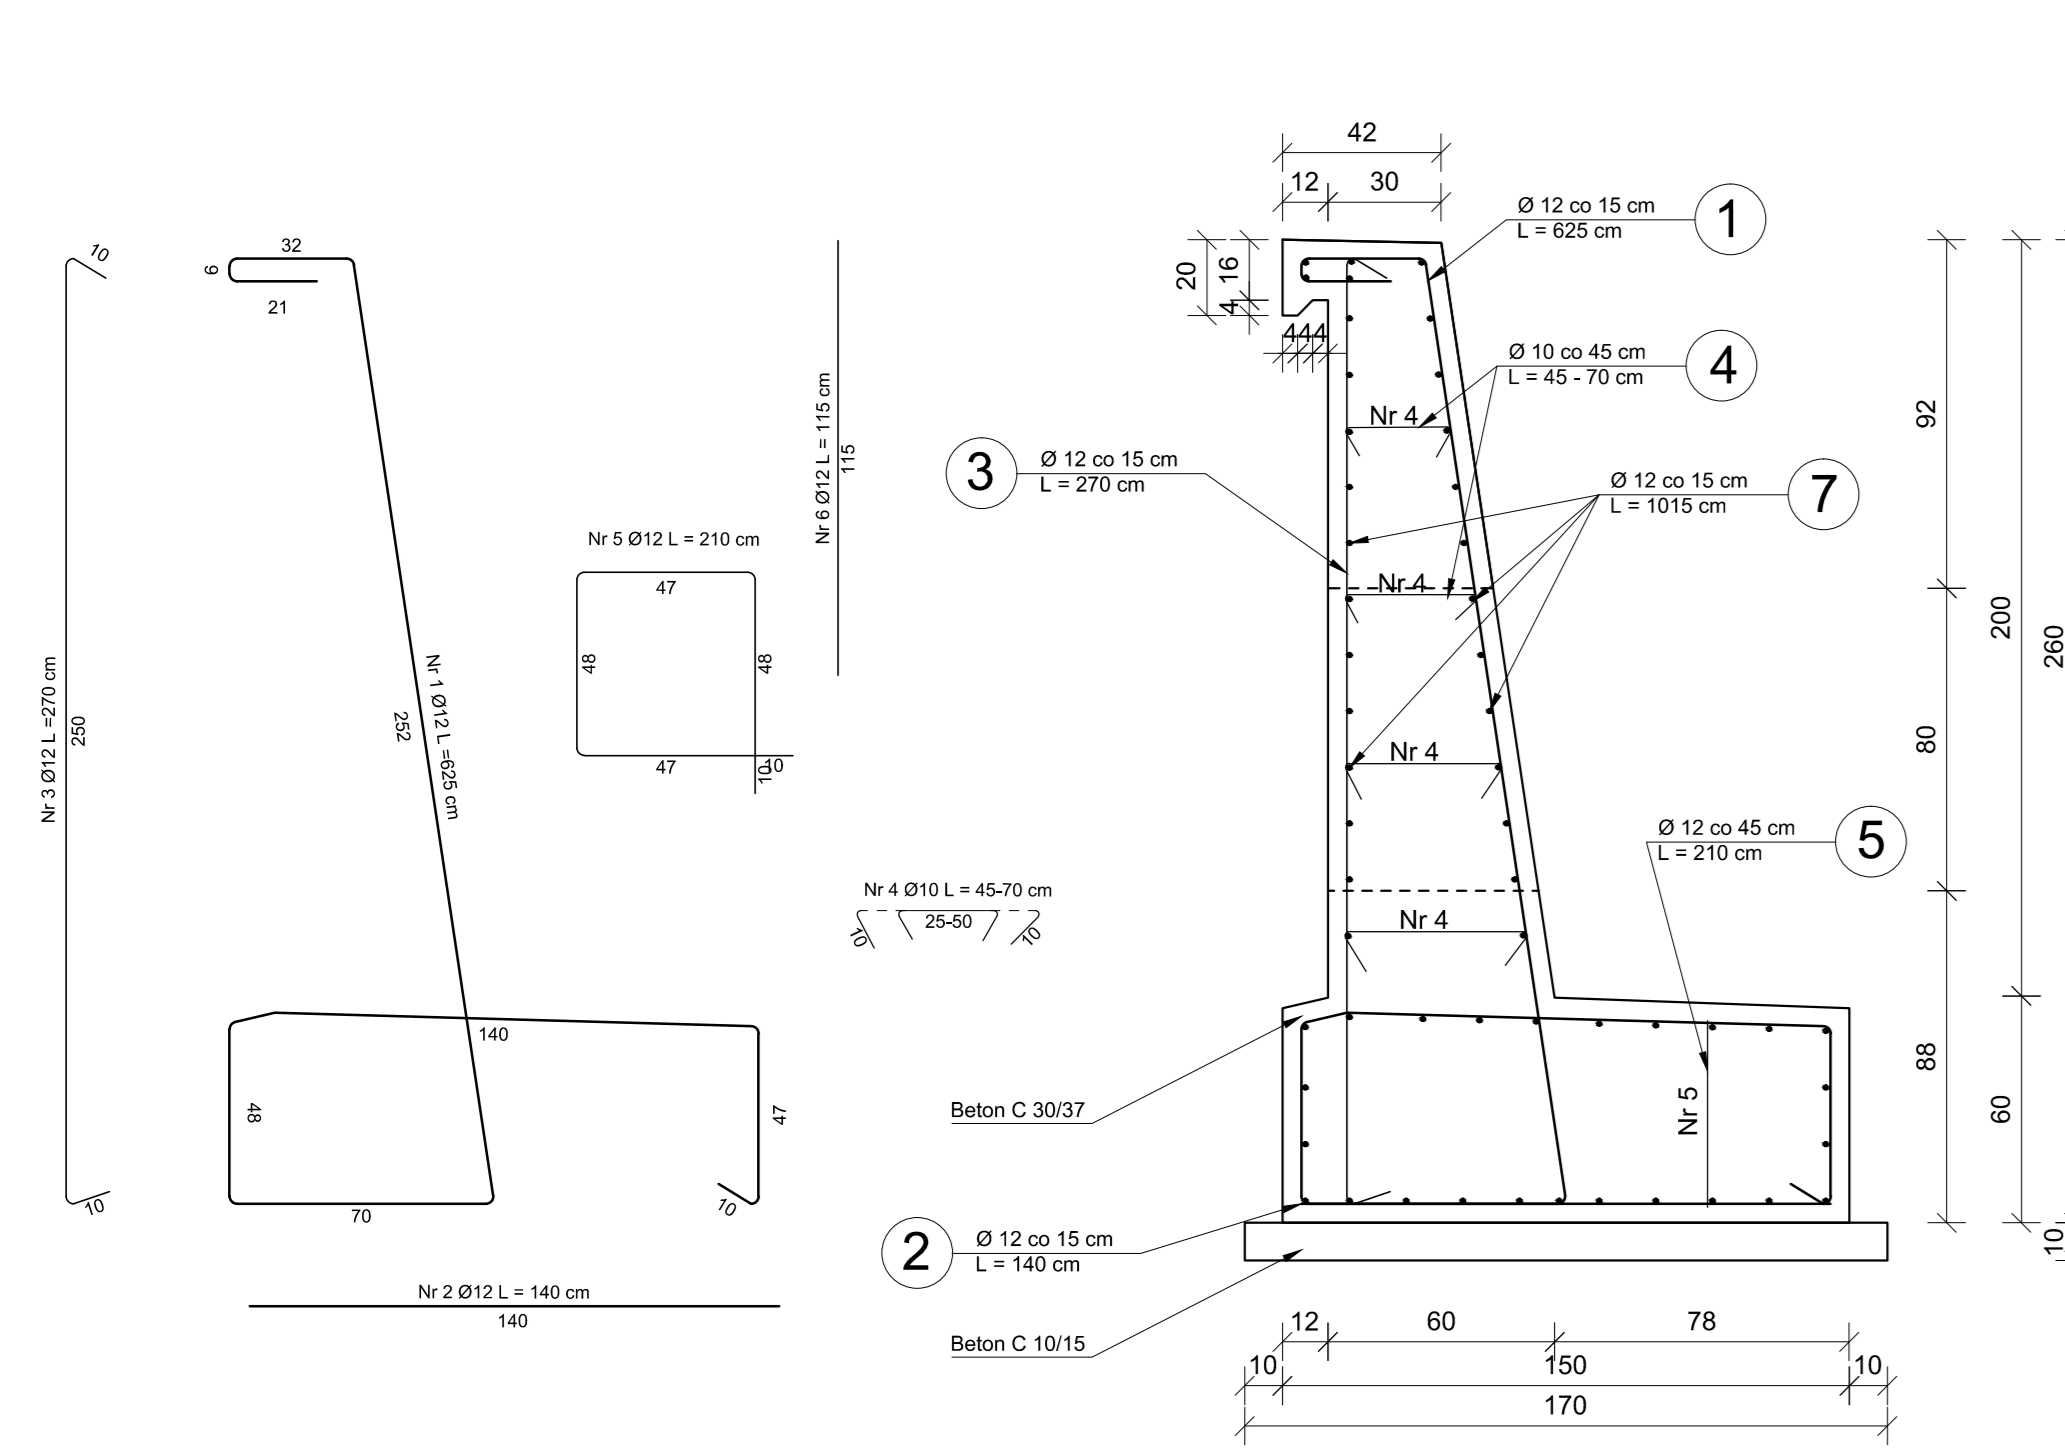 10
Nr 3 Ø12 L =270 cm
250
10
32
6
21
Nr 1 Ø12 L =625 cm
252
140
48
47
70
10
Nr 2 Ø12 L = 140 cm
140
Nr 5 Ø12 L = 210 cm
47
48
48
47
10
10
Nr 6 Ø12 L = 115 cm
115
Nr 4 Ø10 L = 45-70 cm
25-50
10
10
42
12
30
20
16
4
4
4
4
Ø 12 co 15 cm
L = 625 cm
1
Ø 10 co 45 cm
L = 45 - 70 cm
4
3
Ø 12 co 15 cm
L = 270 cm
Ø 12 co 15 cm
L = 1015 cm
7
Nr 4
Nr 4
Nr 4
Nr 4
Ø 12 co 45 cm
L = 210 cm
5
Nr 5
Beton C 30/37
2
Ø 12 co 15 cm
L = 140 cm
Beton C 10/15
92
80
88
200
60
260
10
12
60
78
10
150
10
170